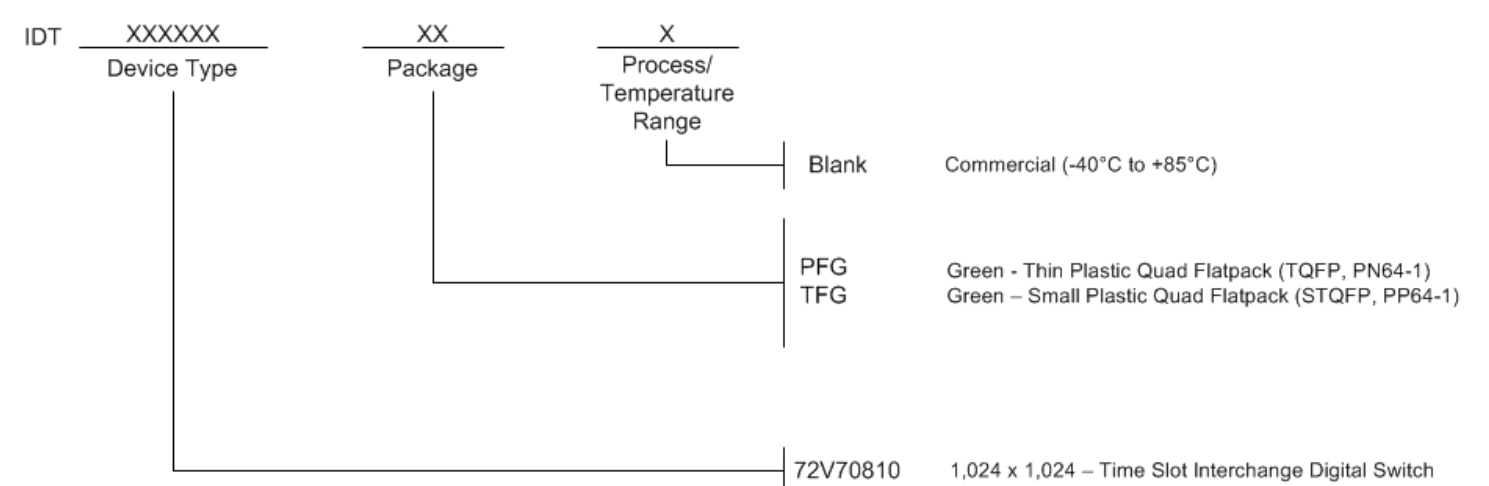 IDT XXXXXX XX X
Device Type Package Process/
Temperature
Range
Blank Commercial (-40°C to +85°C)
PFG Green - Thin Plastic Quad Flatpack (TQFP, PN64-1)
TFG Green – Small Plastic Quad Flatpack (STQFP, PP64-1)
72V70810 1,024 x 1,024 – Time Slot Interchange Digital Switch